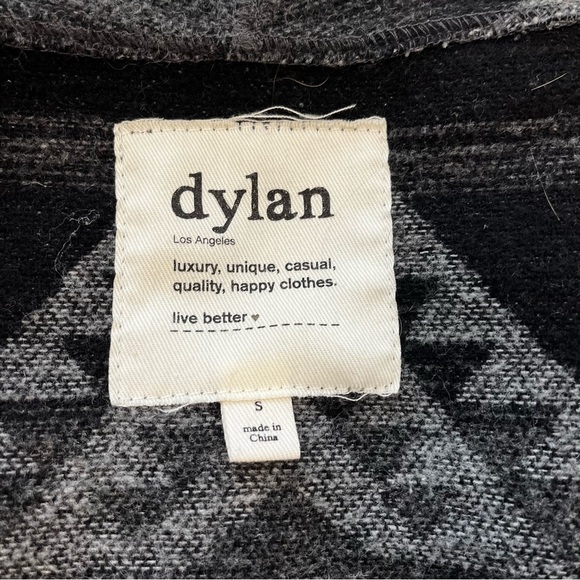 dylan
Los Angeles
luxury, unique, casual,
quality, happy clothes.
live better ♥
S
made in
China